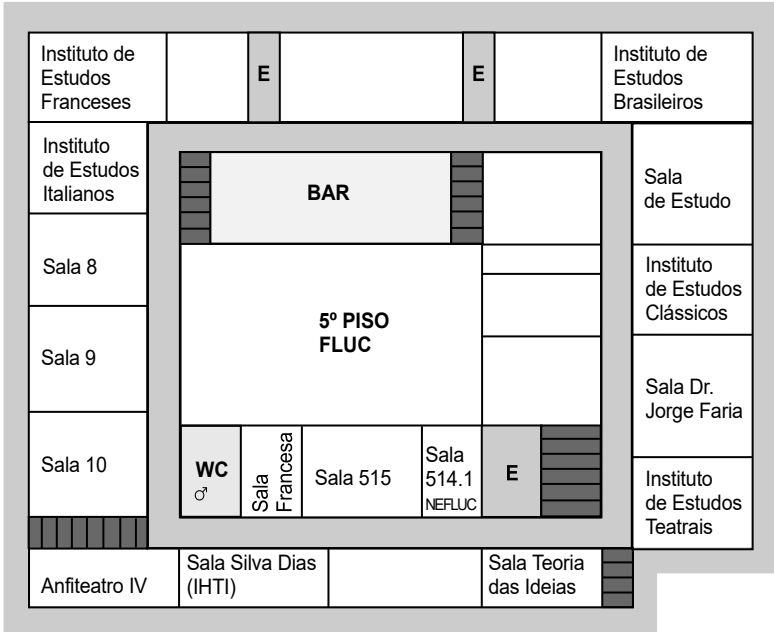 Instituto de
Estudos
Franceses
E
E
Instituto de
Estudos
Brasileiros
Instituto
de Estudos
Italianos
BAR
Sala
de Estudo
Sala 8
Instituto
de Estudos
Clássicos
5º PISO
FLUC
Sala 9
Sala Dr.
Jorge Faria
Sala 10
WC
♂
Sala
Francesa
Sala 515
Sala
514.1
NEFLUC
E
Instituto
de Estudos
Teatrais
Anfiteatro IV
Sala Silva Dias
(IHTI)
Sala Teoria
das Ideias